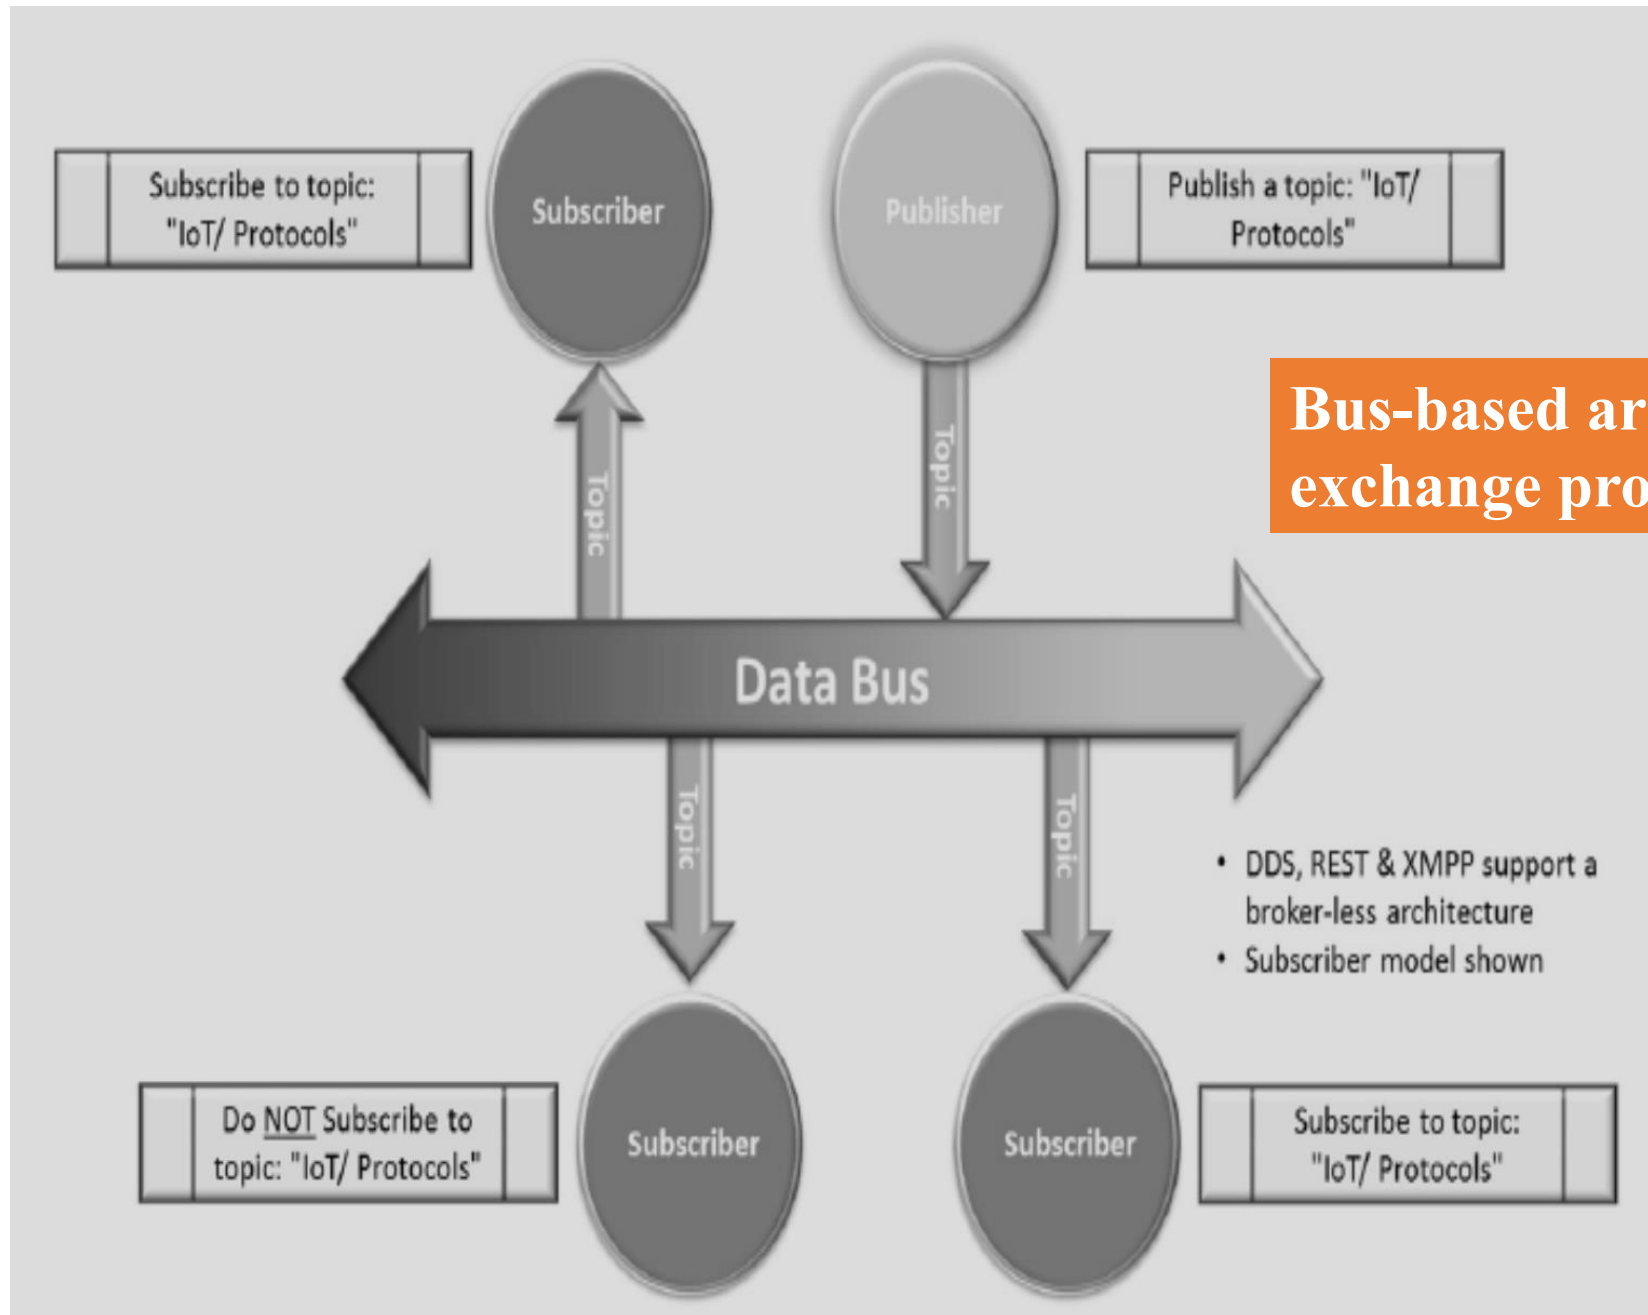 Subscribe to topic:
"IoT/ Protocols"
Subscriber
Publisher
Publish a topic: "IoT/
Protocols"
Topic
Topic
Bus-based ar
exchange pro
Data Bus
Topic
Topic
• DDS, REST & XMPP support a
broker-less architecture
• Subscriber model shown
Do NOT Subscribe to
topic: "IoT/ Protocols"
Subscriber
Subscriber
Subscribe to topic:
"IoT/ Protocols"